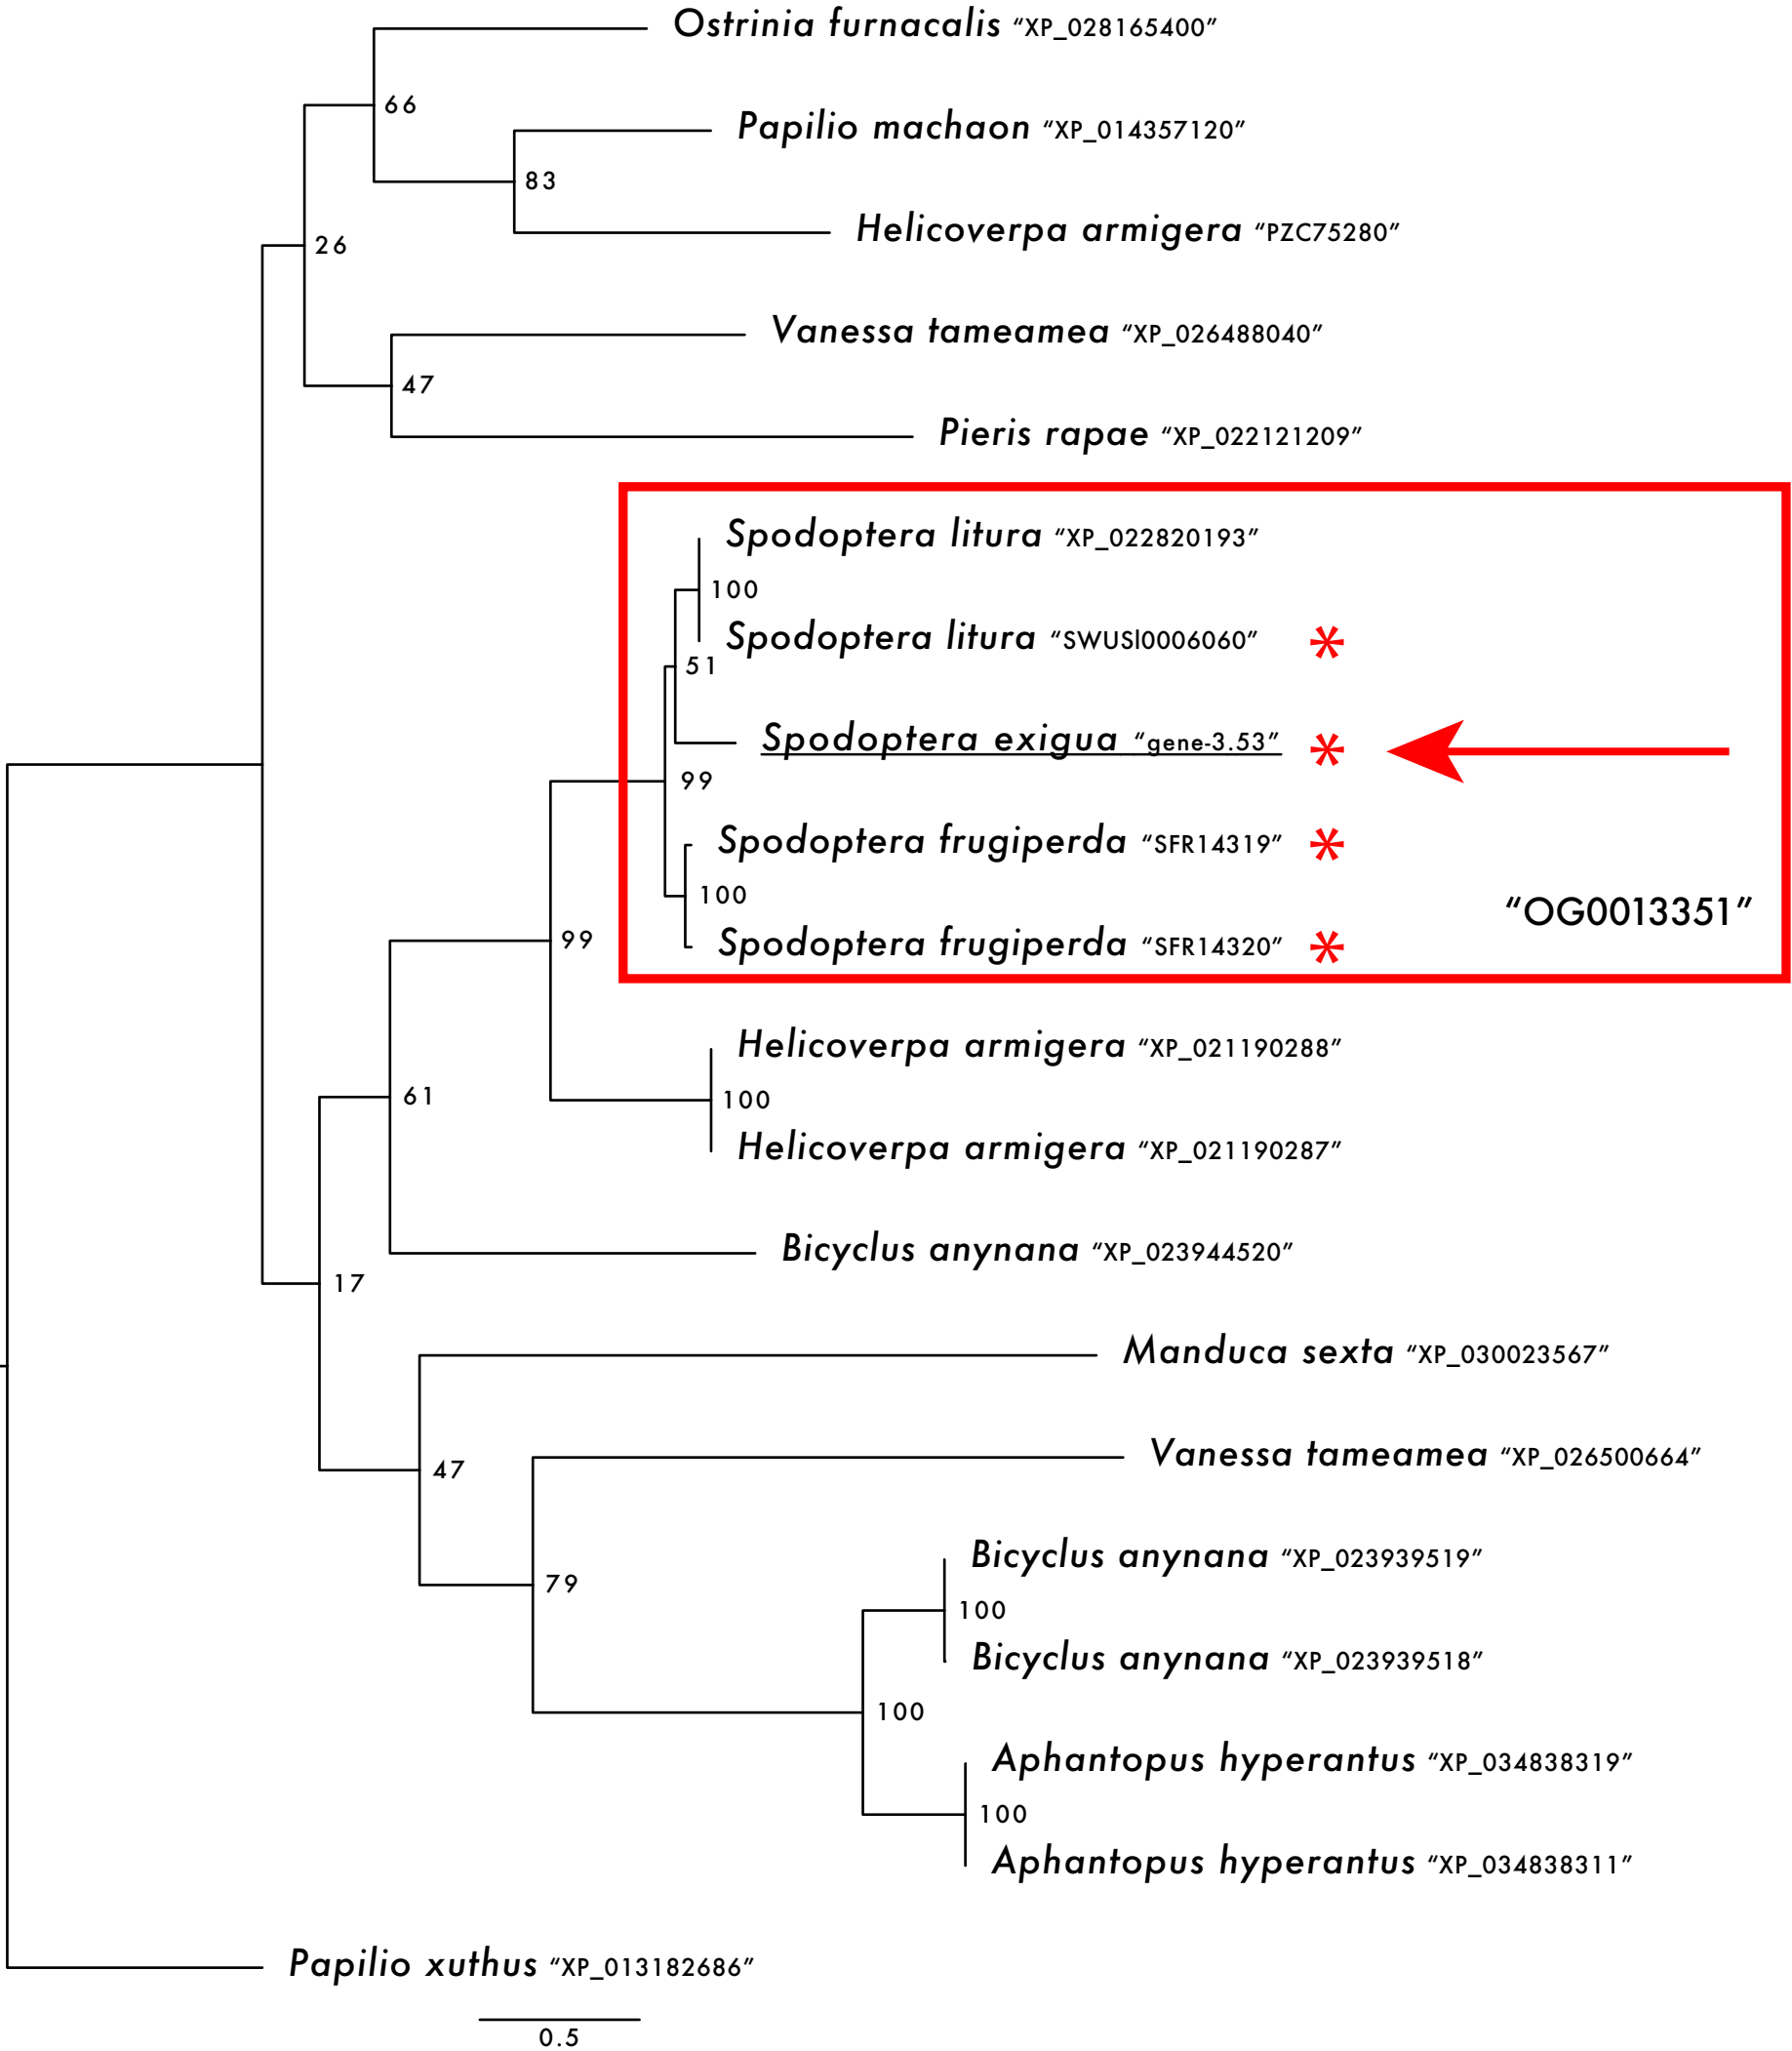 Ostrinia furnacalis “XP_028165400”
66
Papilio machaon “XP_014357120”
83
Helicoverpa armigera “PZC75280”
26
Vanessa tameamea “XP_026488040”
47
Pieris rapae “XP_022121209”
Spodoptera litura “XP_022820193”
100
Spodoptera litura “SWUSl0006060” *
51
Spodoptera exigua “gene-3.53” *
99
Spodoptera frugiperda “SFR14319” *
100
“OG0013351”
Spodoptera frugiperda “SFR14320” *
99
Helicoverpa armigera “XP_021190288”
61
100
Helicoverpa armigera “XP_021190287”
Bicyclus anynana “XP_023944520”
17
Manduca sexta “XP_030023567”
47
Vanessa tameamea “XP_026500664”
Bicyclus anynana “XP_023939519”
79
100
Bicyclus anynana “XP_023939518”
100
Aphantopus hyperantus “XP_034838319”
100
Aphantopus hyperantus “XP_034838311”
Papilio xuthus “XP_013182686”
0.5